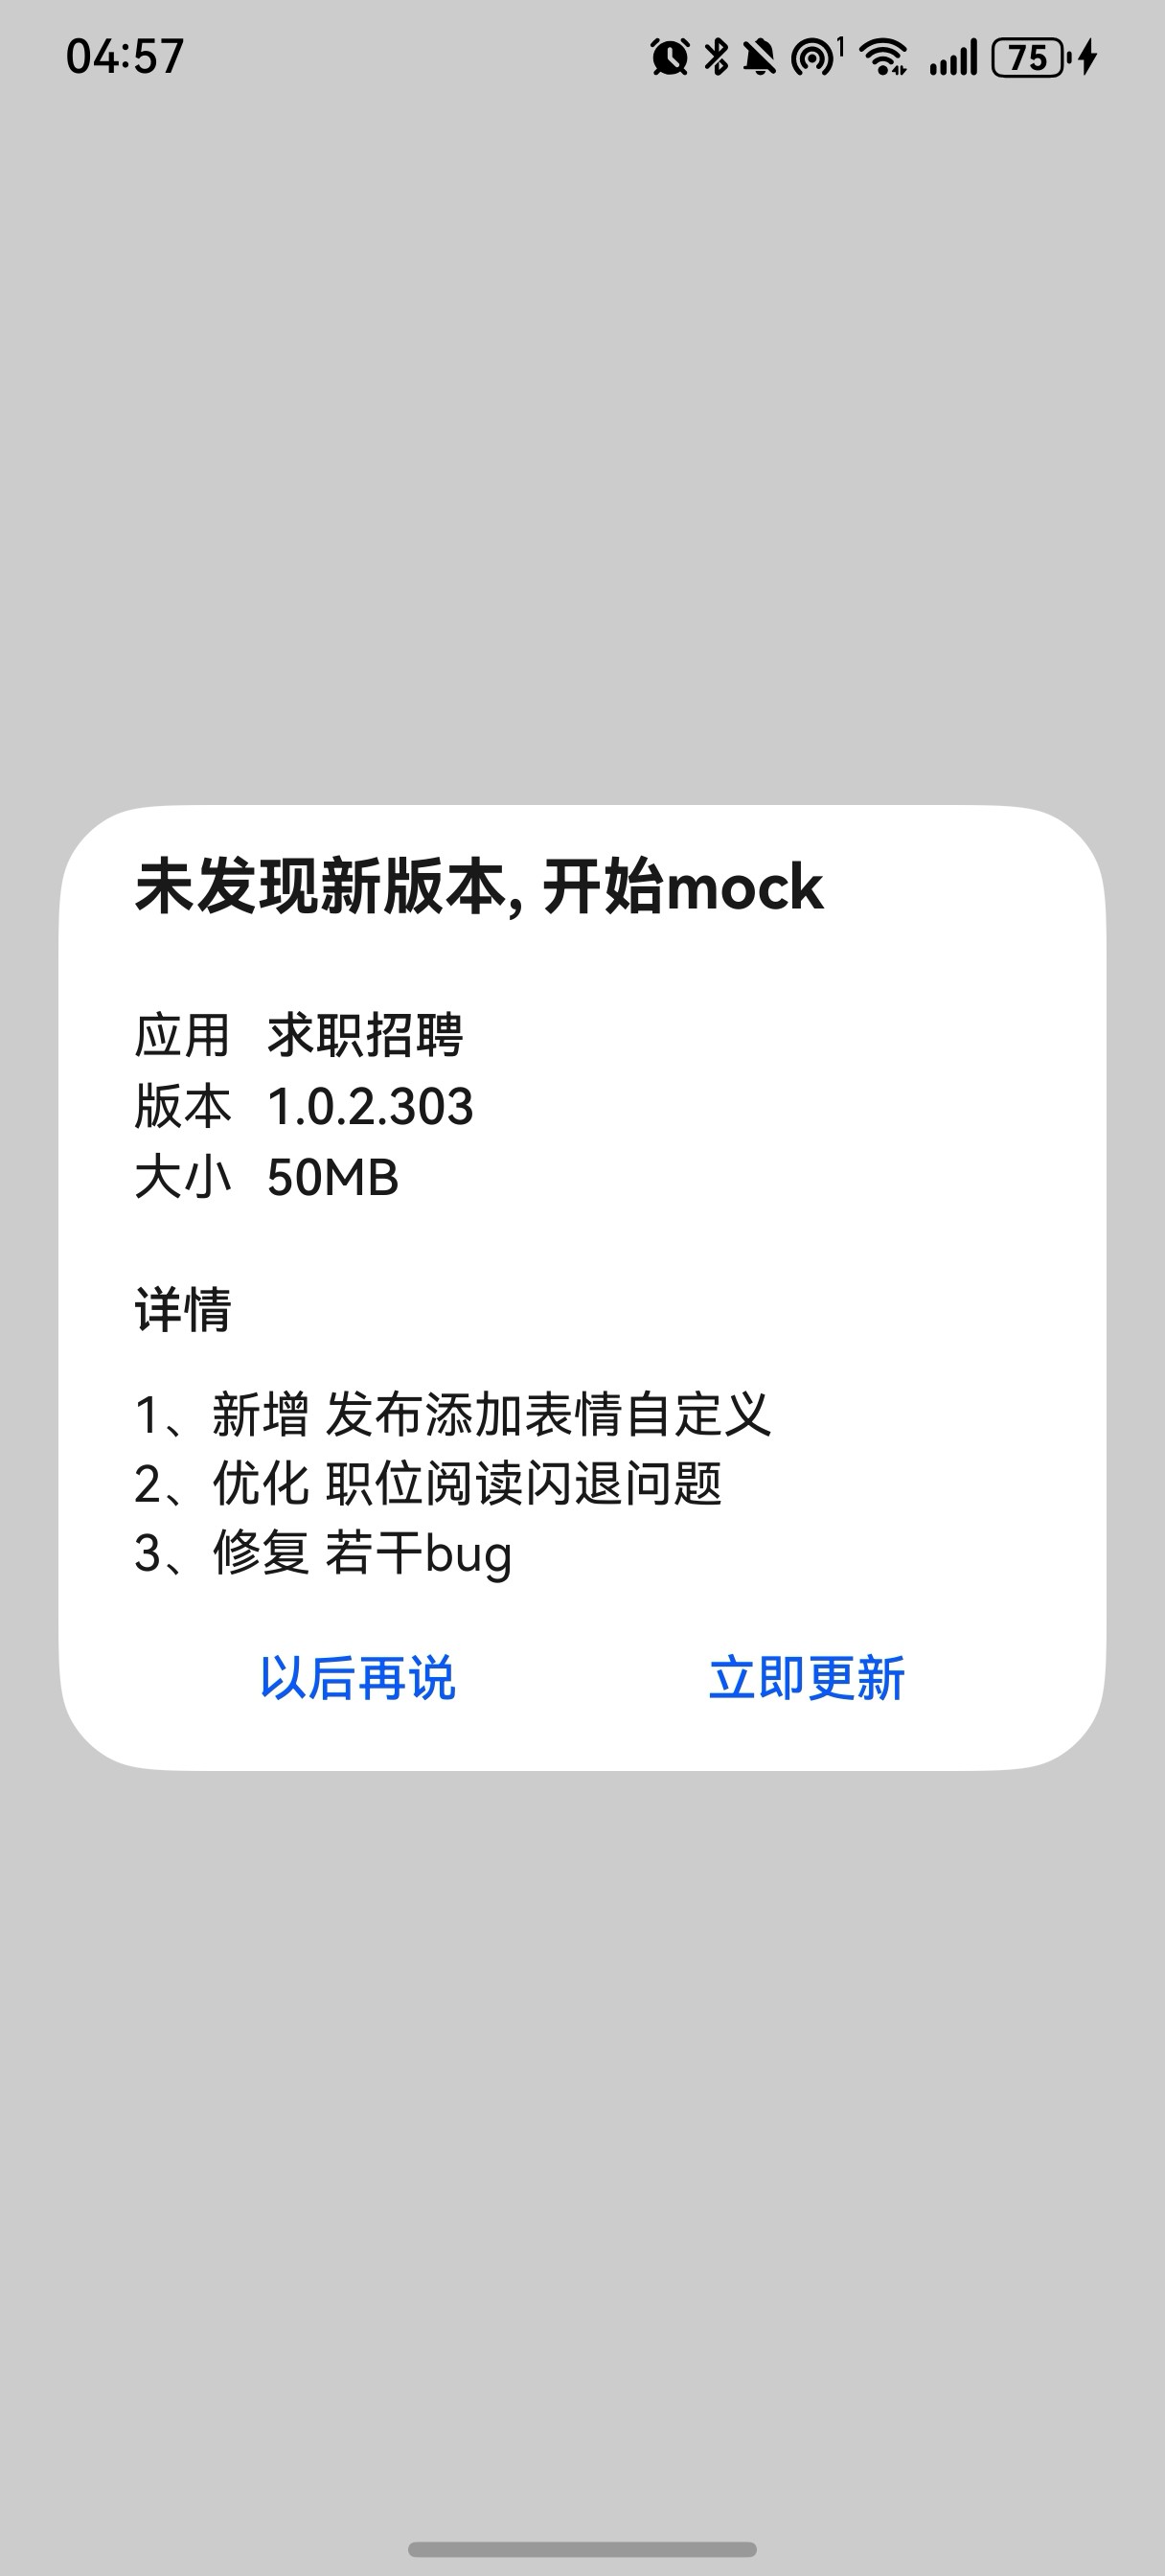 04:57
1
75
未发现新版本, 开始mock
应用 求职招聘
版本 1.0.2.303
大小 50MB
详情
1、新增 发布添加表情自定义
2、优化 职位阅读闪退问题
3、修复 若干bug
以后再说 立即更新